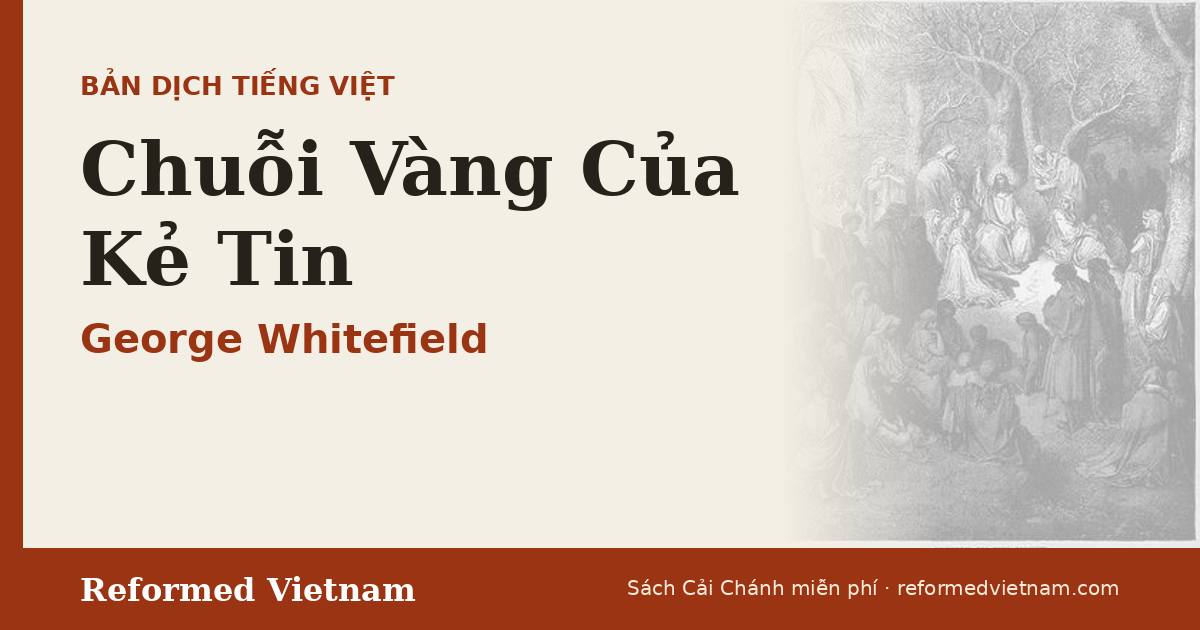 BẢN DỊCH TIẾNG VIỆT
Chuỗi Vàng Của
Kẻ Tin
George Whitefield
Reformed Vietnam
Sách Cải Chánh miễn phí · reformedvietnam.com